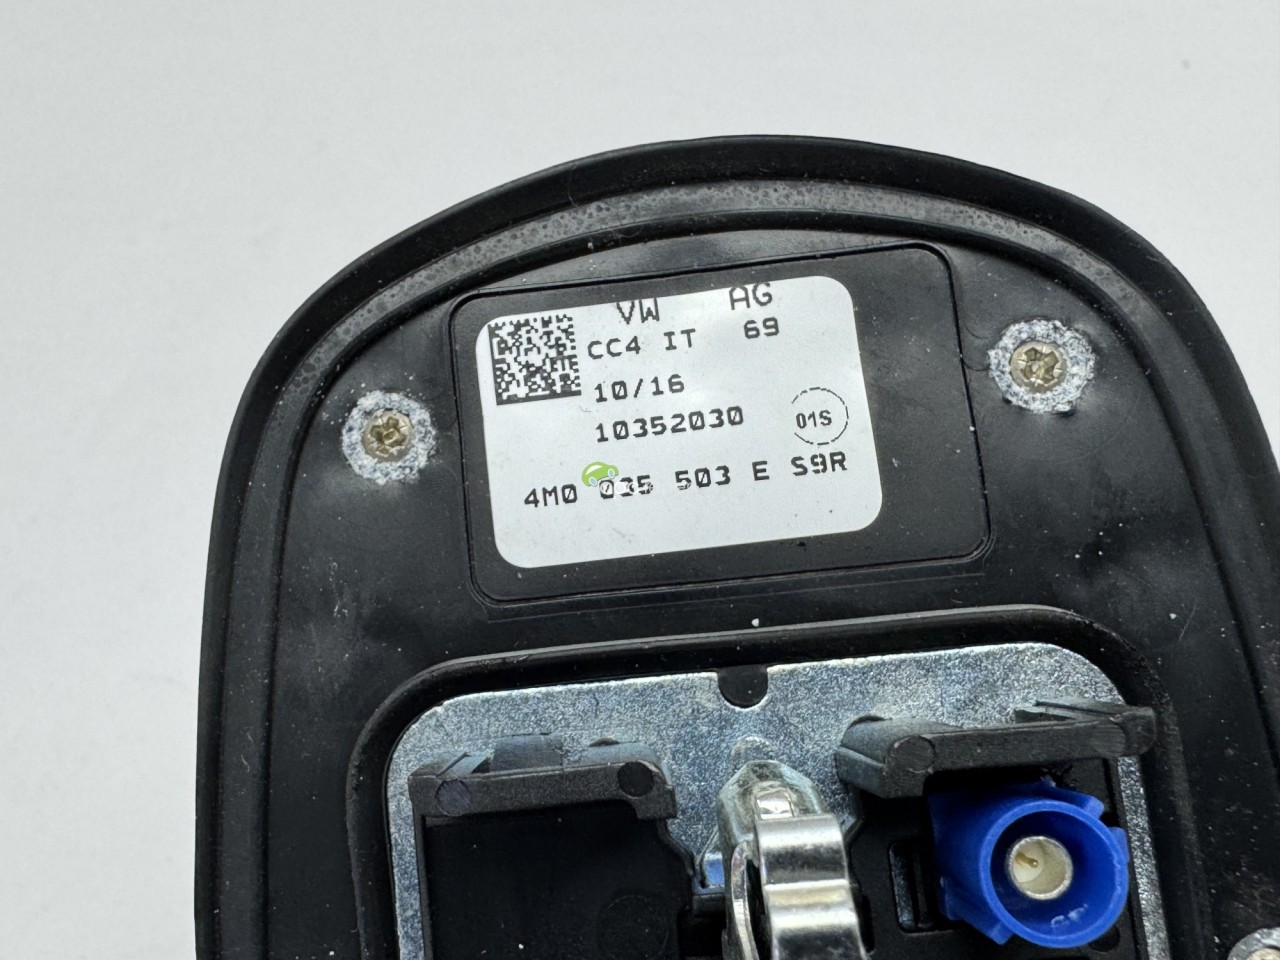 VW AG
CC4 IT 69
10/16
10352030
01S
4M0 035 503 E S9R